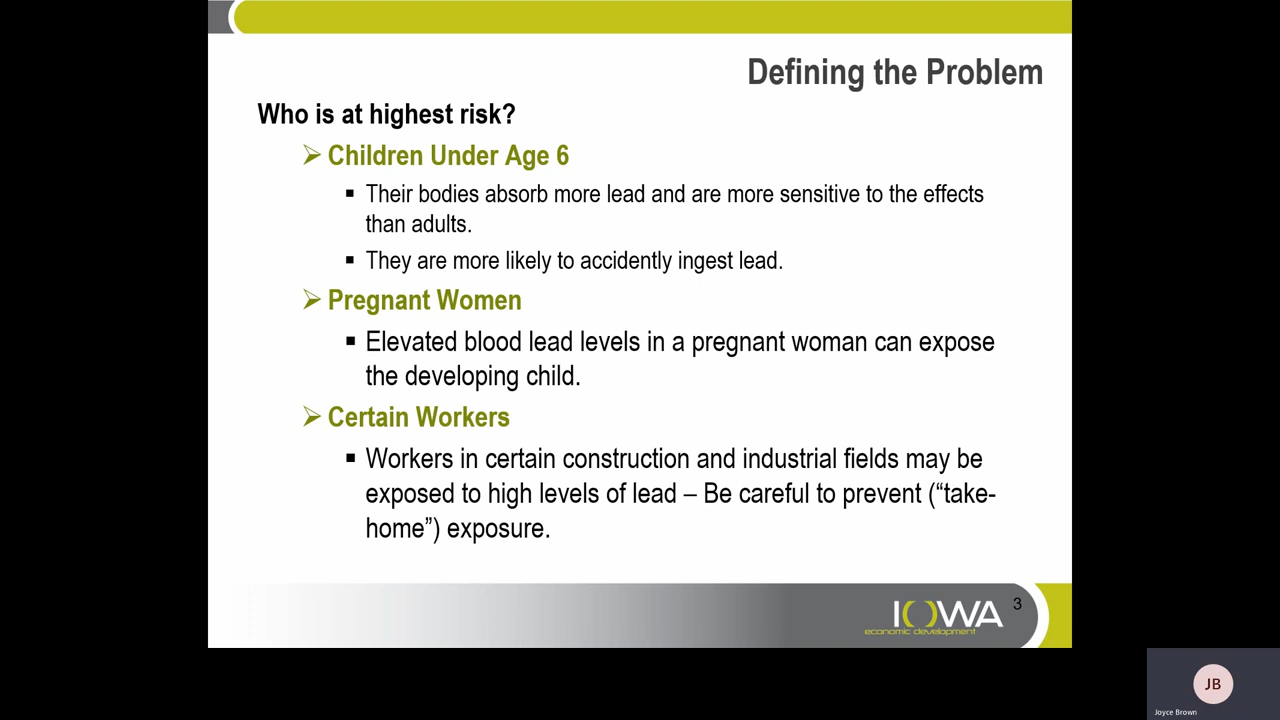 Defining the Problem
Who is at highest risk?
Children Under Age 6
Their bodies absorb more lead and are more sensitive to the effects
than adults.
They are more likely to accidently ingest lead.
Pregnant Women
Elevated blood lead levels in a pregnant woman can expose
the developing child.
Certain Workers
Workers in certain construction and industrial fields may be
exposed to high levels of lead – Be careful to prevent (“take-
home”) exposure.
3
IOWA
economic development
JB
Joyce Brown